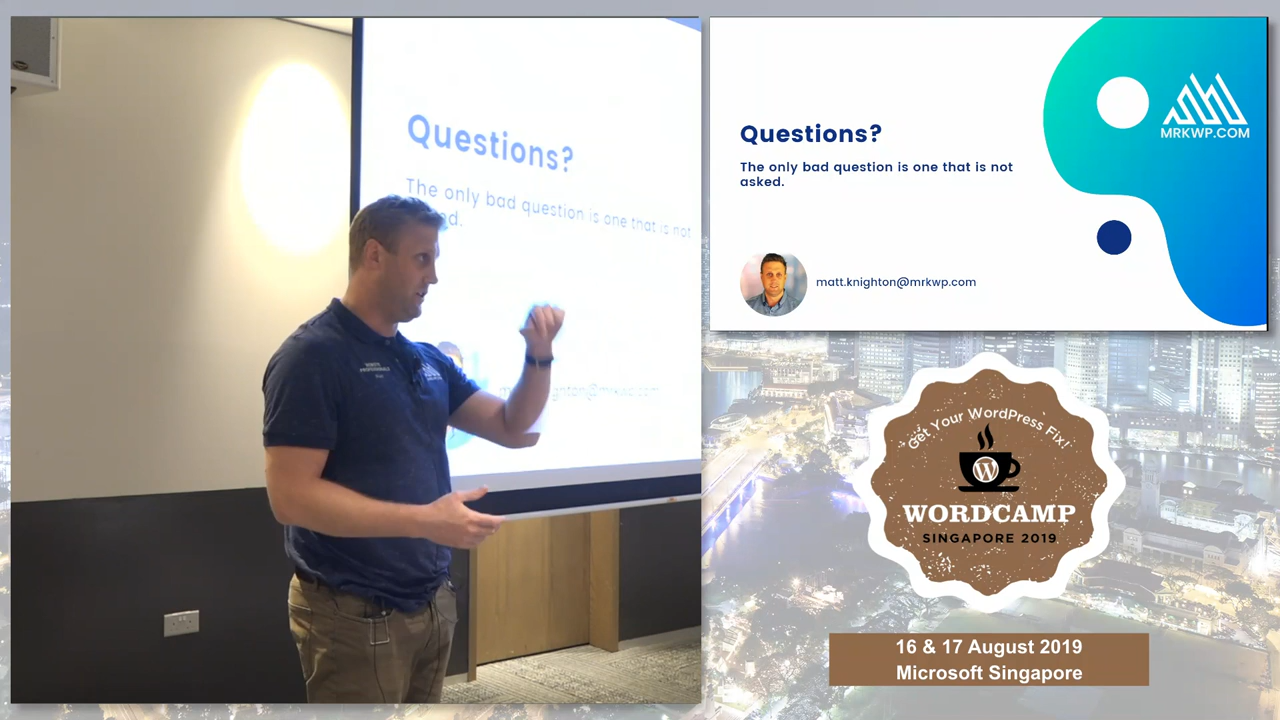 Questions?
The only bad question is one that is not
Questions?
The only bad question is one that is not
asked.
matt.knighton@mrkwp.com
MRKWP.COM
Get Your WordPress Fix!
W
WORDCAMP
SINGAPORE 2019
16 & 17 August 2019
Microsoft Singapore